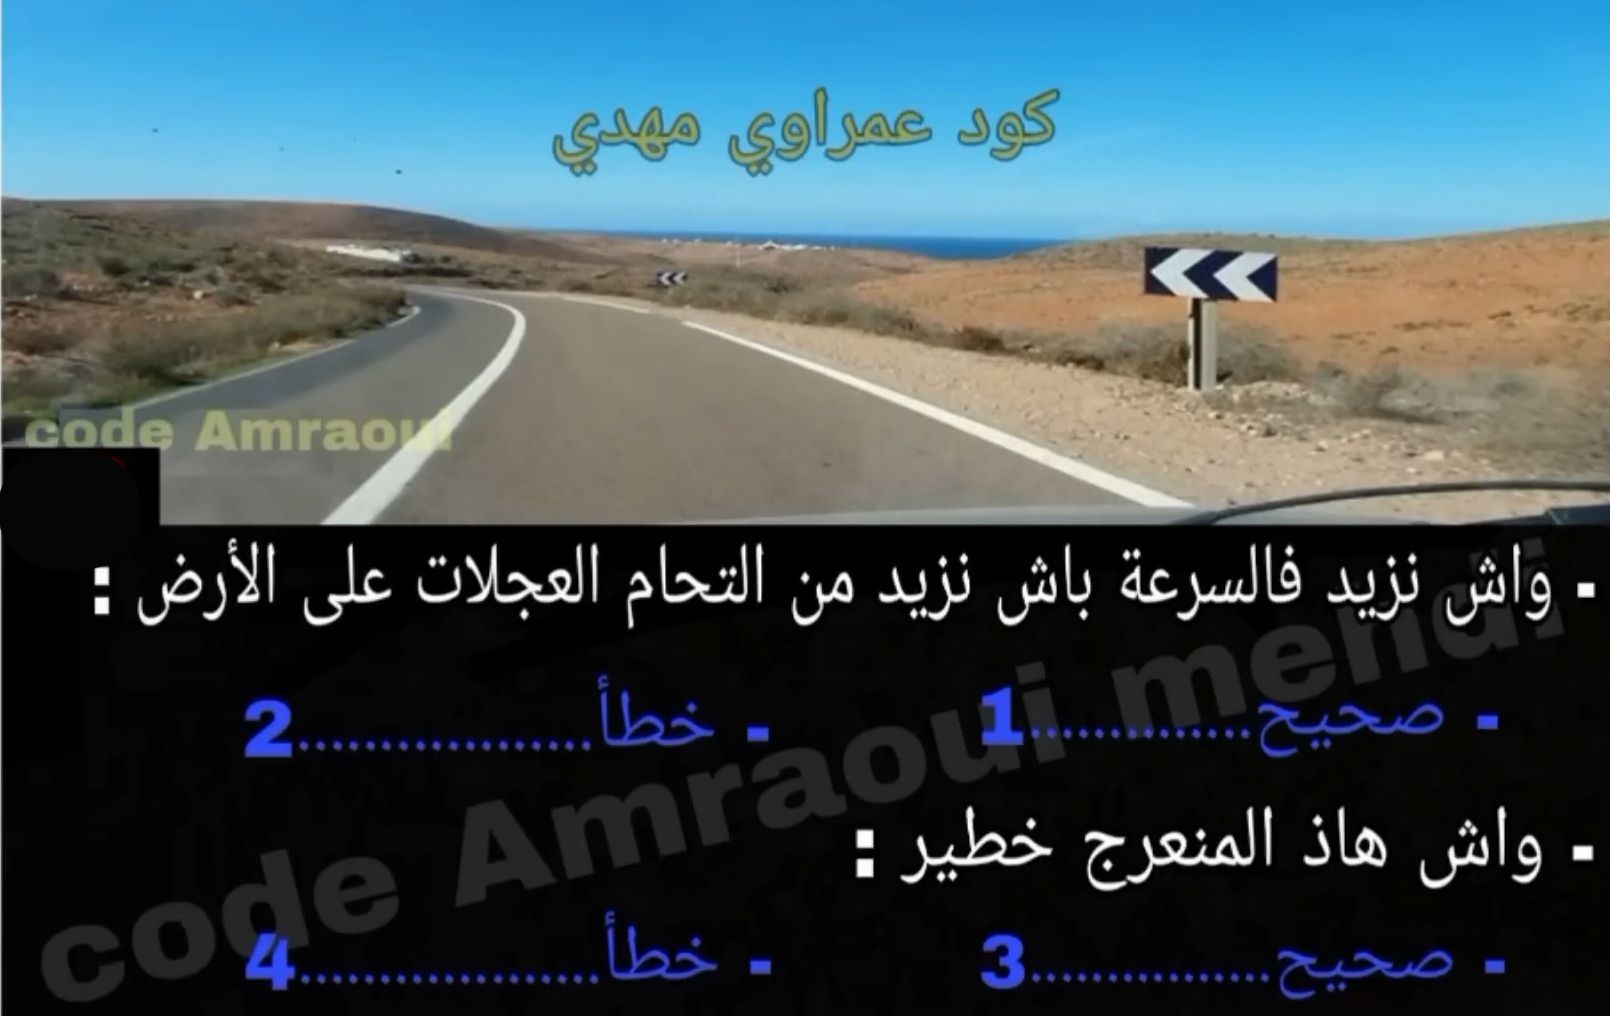 كود عمراوي مهدي
code Amraoui
- واش نزيد فالسرعة باش نزيد من التحام العجلات على الأرض :
- صحيح...............1 - خطأ..................2
- واش هاذ المنعرج خطير :
- صحيح................3 - خطأ..................4
code Amraoui mehdi